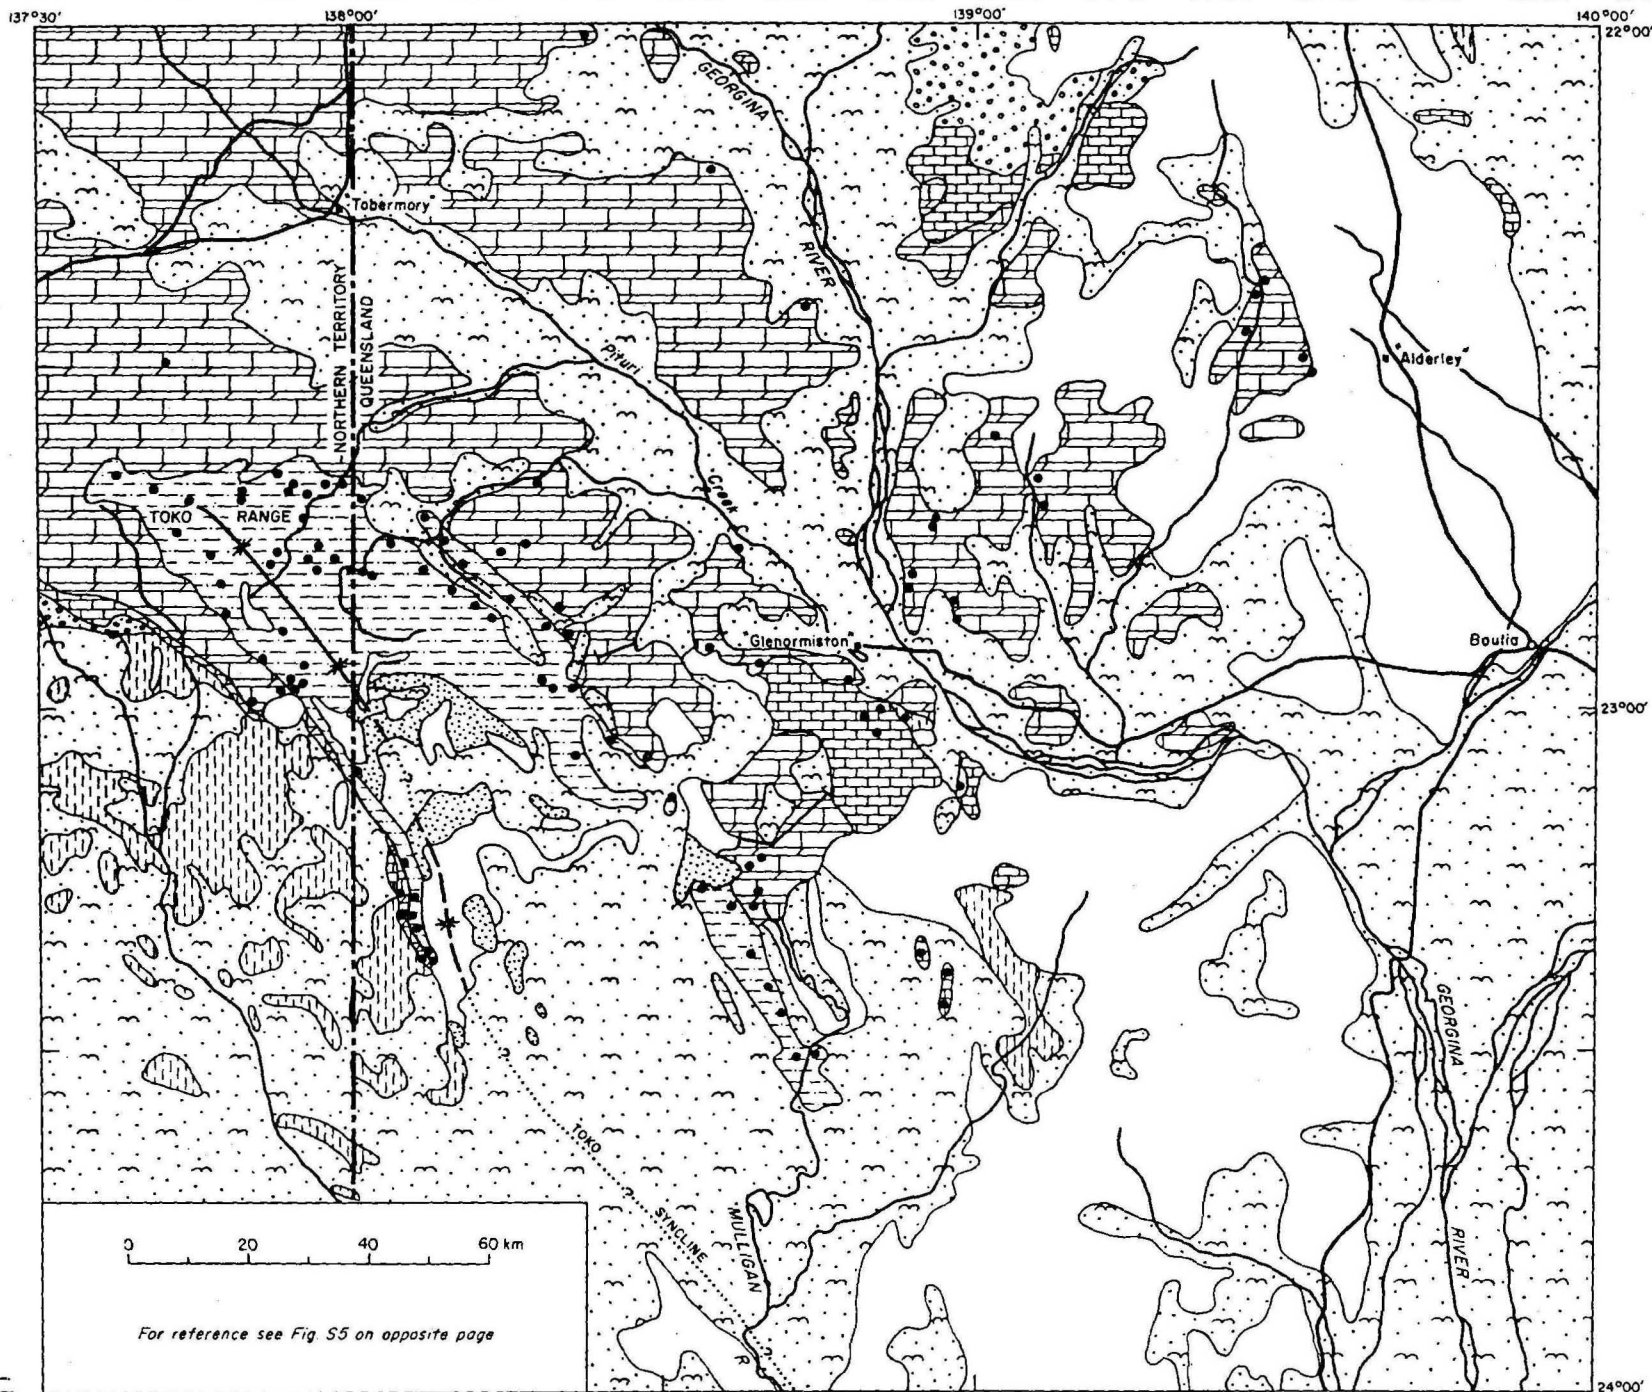 137°30'
138°00'
139°00'
140°00'
22°00'
GEORGINA
RIVER
Tobermory
NORTHERN TERRITORY
QUEENSLAND
Pituri
Creek
Alderley
TOKO RANGE
Glenormiston
Boulia
23°00'
?
GEORGINA
RIVER
?
TOKO
?
SYNCLINE
MULLIGAN
R
?
0 20 40 60 km
For reference see Fig. S5 on opposite page
24°00'